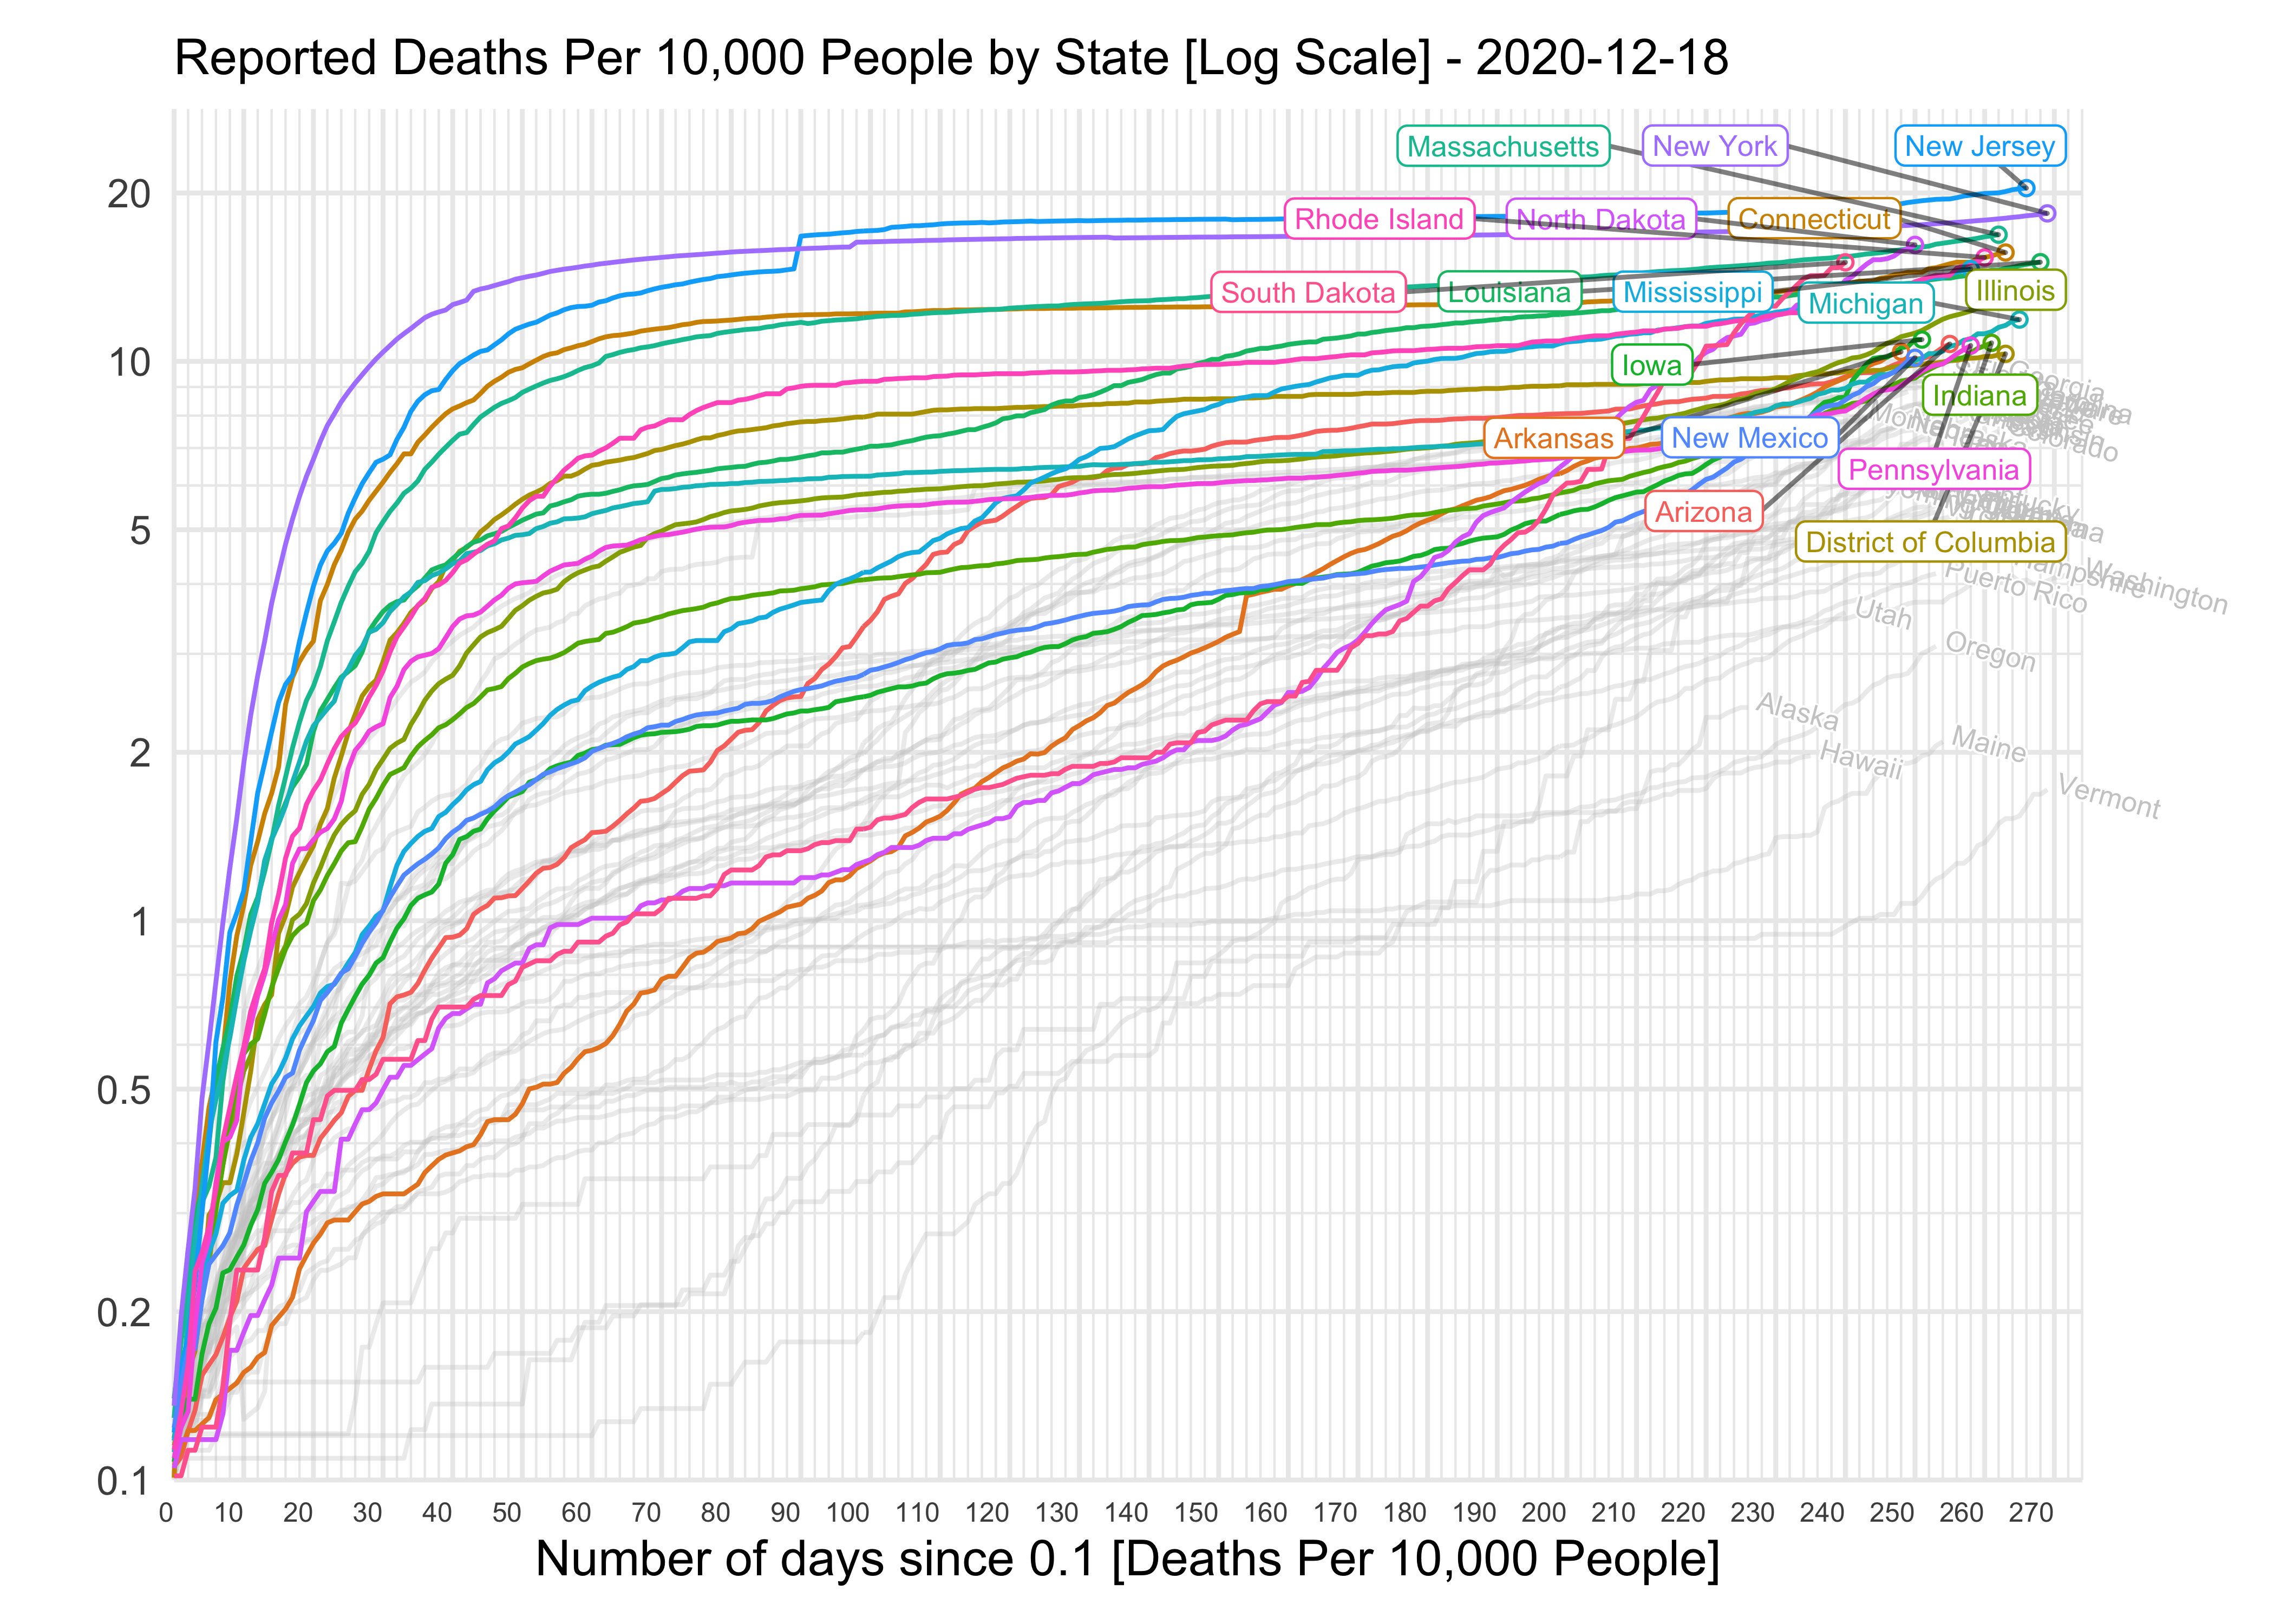 Reported Deaths Per 10,000 People by State [Log Scale] - 2020-12-18
Massachusetts
New York
New Jersey
20
Rhode Island
North Dakota
Connecticut
South Dakota
Louisiana
Mississippi
Illinois
Michigan
10
Iowa
Georgia
Indiana
Arkansas
New Mexico
Nebraska
Colorado
Pennsylvania
5
Arizona
District of Columbia
Washington
Puerto Rico
Utah
Oregon
Alaska
2
Maine
Hawaii
Vermont
1
0.5
0.2
0.1
0 10 20 30 40 50 60 70 80 90 100 110 120 130 140 150 160 170 180 190 200 210 220 230 240 250 260 270
Number of days since 0.1 [Deaths Per 10,000 People]